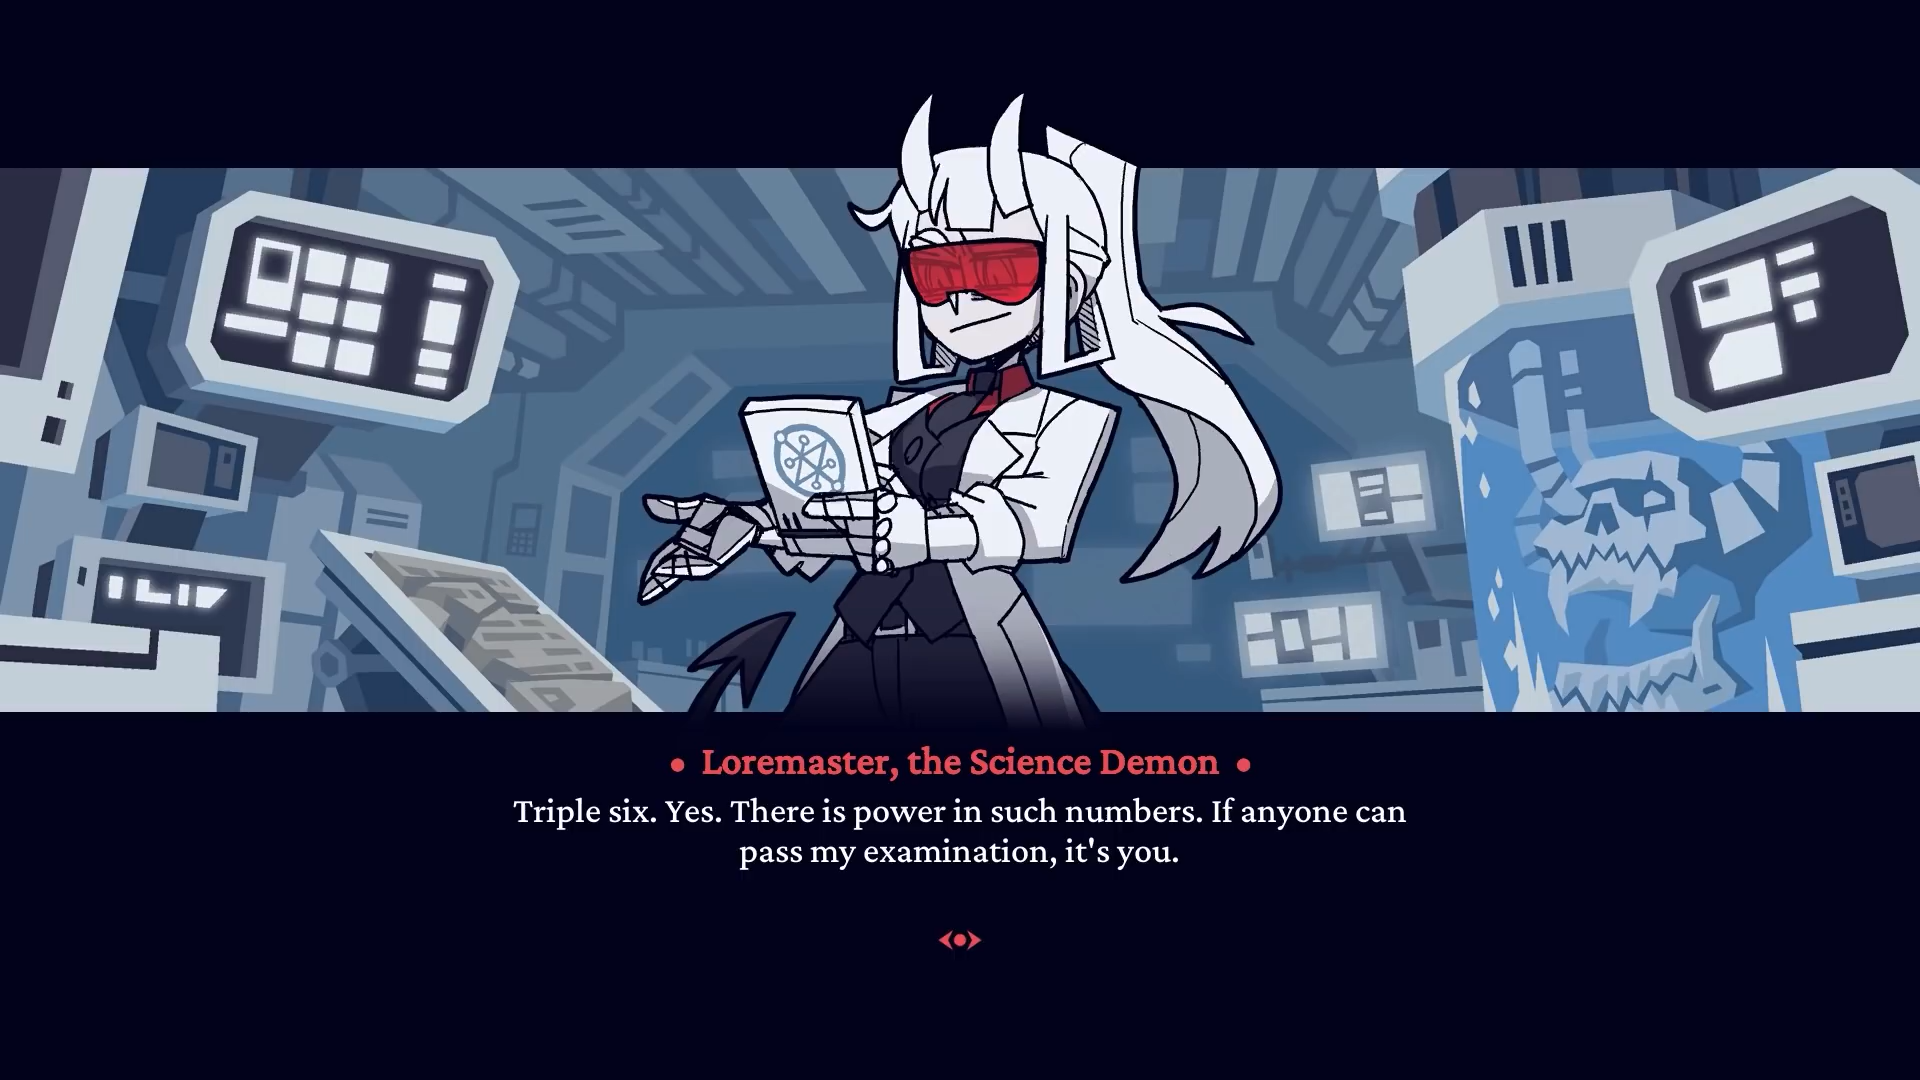 • Loremaster, the Science Demon •
Triple six. Yes. There is power in such numbers. If anyone can
pass my examination, it's you.